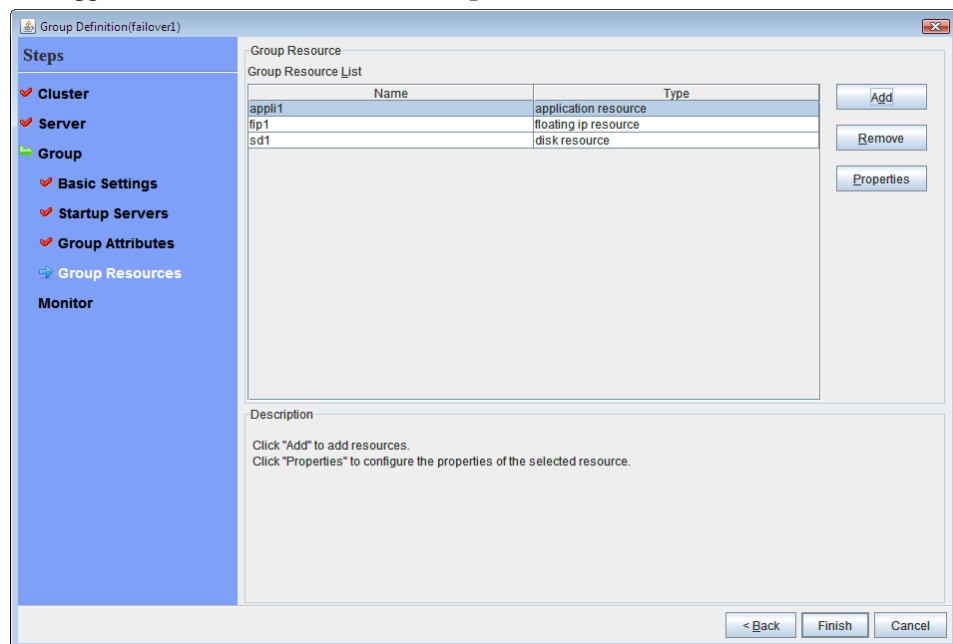 Group Definition(failover1)
Steps
Cluster
Server
Group
Basic Settings
Startup Servers
Group Attributes
Group Resources
Monitor
Group Resource
Group Resource List
Name Type
appli1 application resource
fip1 floating ip resource
sd1 disk resource
Add
Remove
Properties
Description
Click "Add" to add resources.
Click "Properties" to configure the properties of the selected resource.
< Back Finish Cancel